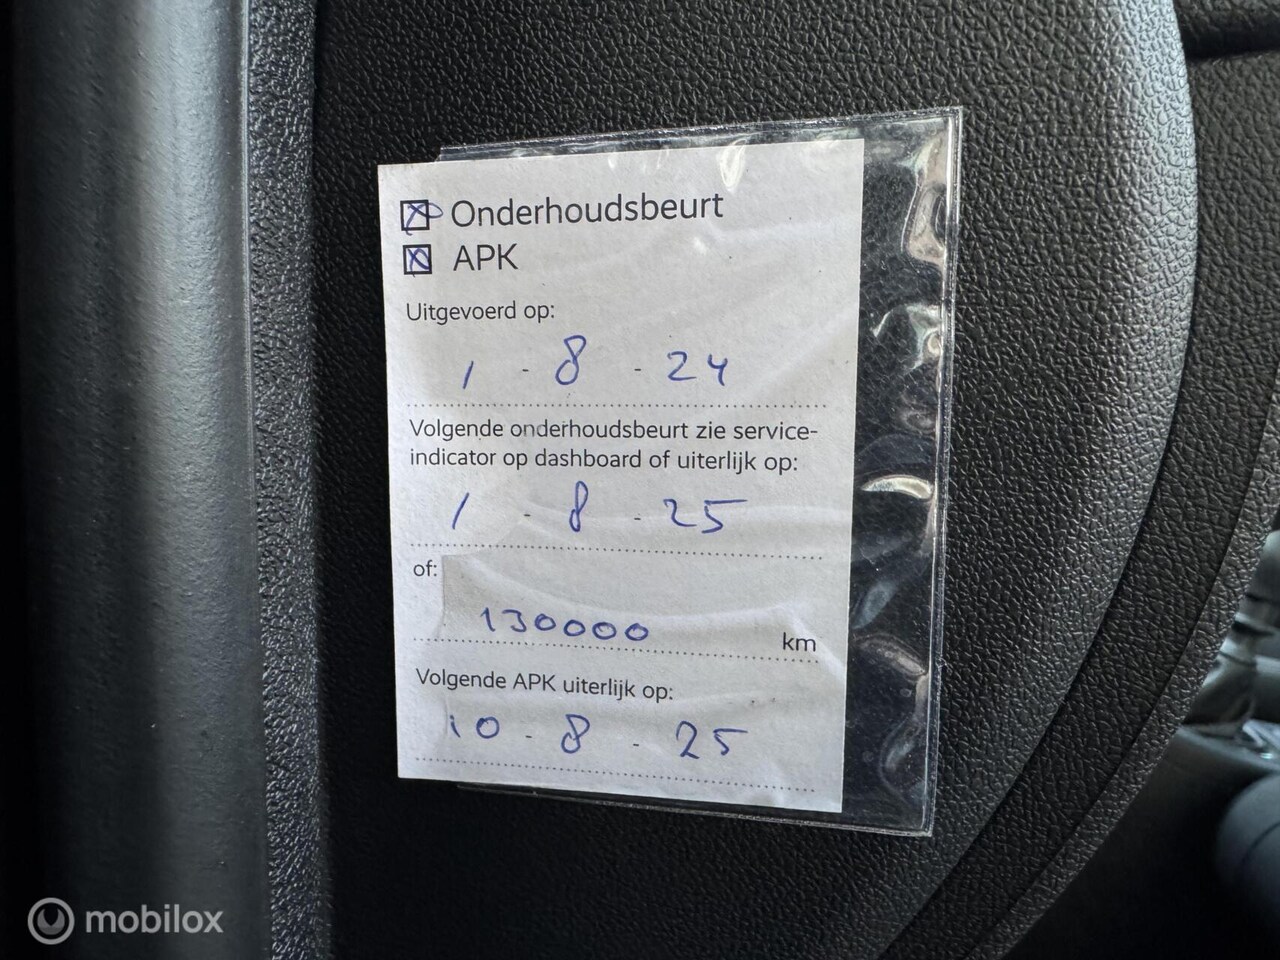 Onderhoudsbeurt
APK
Uitgevoerd op:
1 - 8 - 24
Volgende onderhoudsbeurt zie service-
indicator op dashboard of uiterlijk op:
1 - 8 - 25
of:
130000 km
Volgende APK uiterlijk op:
10 - 8 - 25
mobilox